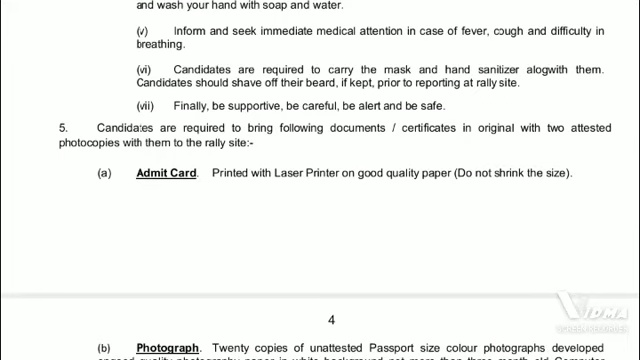 and wash your hand with soap and water.
(v) Inform and seek immediate medical attention in case of fever, cough and difficulty in
breathing.
(vi) Candidates are required to carry the mask and hand sanitizer alogwith them.
Candidates should shave off their beard, if kept, prior to reporting at rally site.
(vii) Finally, be supportive, be careful, be alert and be safe.
5. Candidates are required to bring following documents / certificates in original with two attested
photocopies with them to the rally site:-
(a) Admit Card. Printed with Laser Printer on good quality paper (Do not shrink the size).
4
(b) Photograph. Twenty copies of unattested Passport size colour photographs developed
VIDMA
SCREEN RECORDER